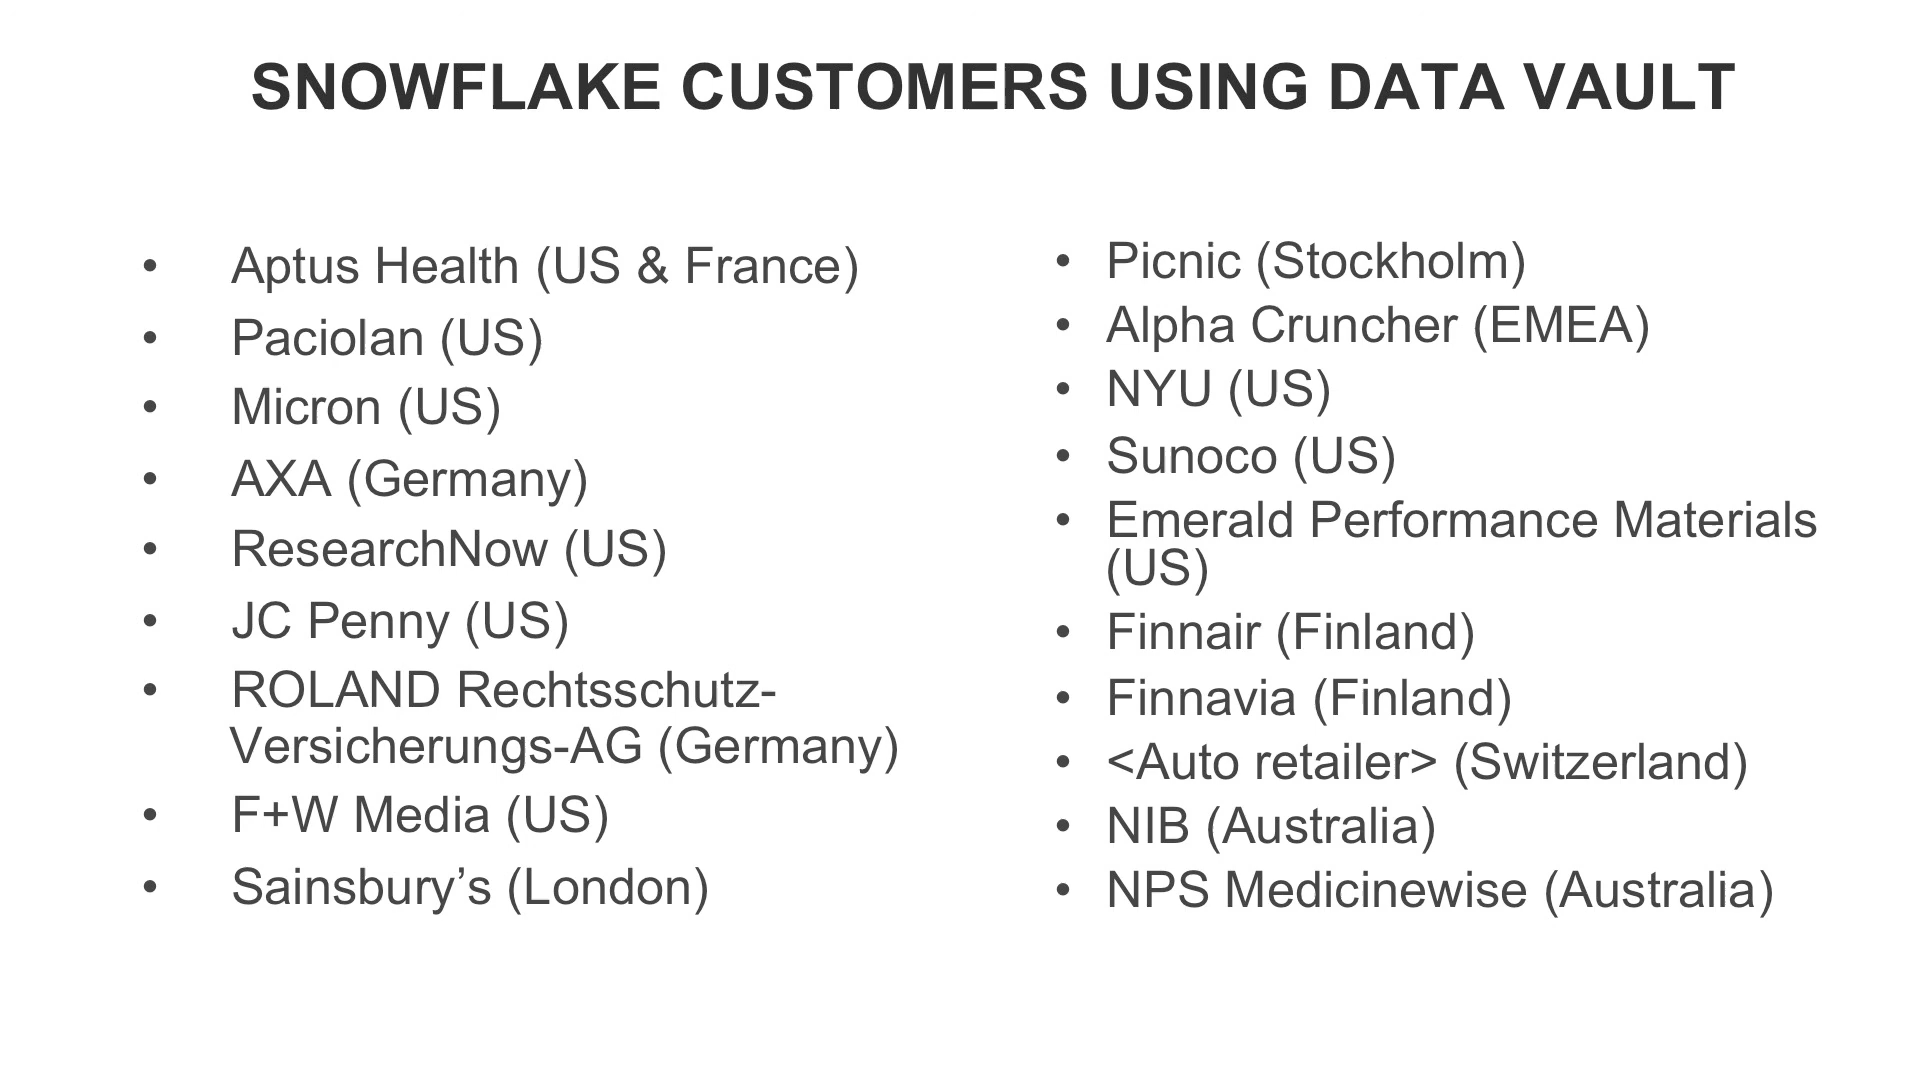 SNOWFLAKE CUSTOMERS USING DATA VAULT
• Aptus Health (US & France)
• Paciolan (US)
• Micron (US)
• AXA (Germany)
• ResearchNow (US)
• JC Penny (US)
• ROLAND Rechtsschutz-
Versicherungs-AG (Germany)
• F+W Media (US)
• Sainsbury’s (London)
• Picnic (Stockholm)
• Alpha Cruncher (EMEA)
• NYU (US)
• Sunoco (US)
• Emerald Performance Materials
(US)
• Finnair (Finland)
• Finnavia (Finland)
• <Auto retailer> (Switzerland)
• NIB (Australia)
• NPS Medicinewise (Australia)